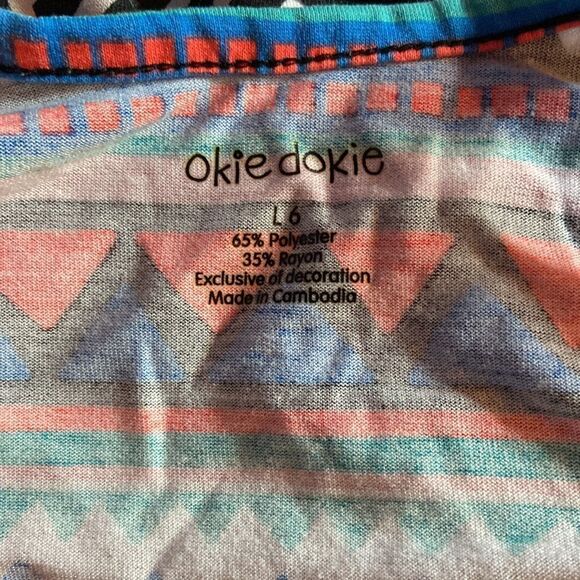 okie dokie
L 6
65% Polyester
35% Rayon
Exclusive of decoration
Made in Cambodia